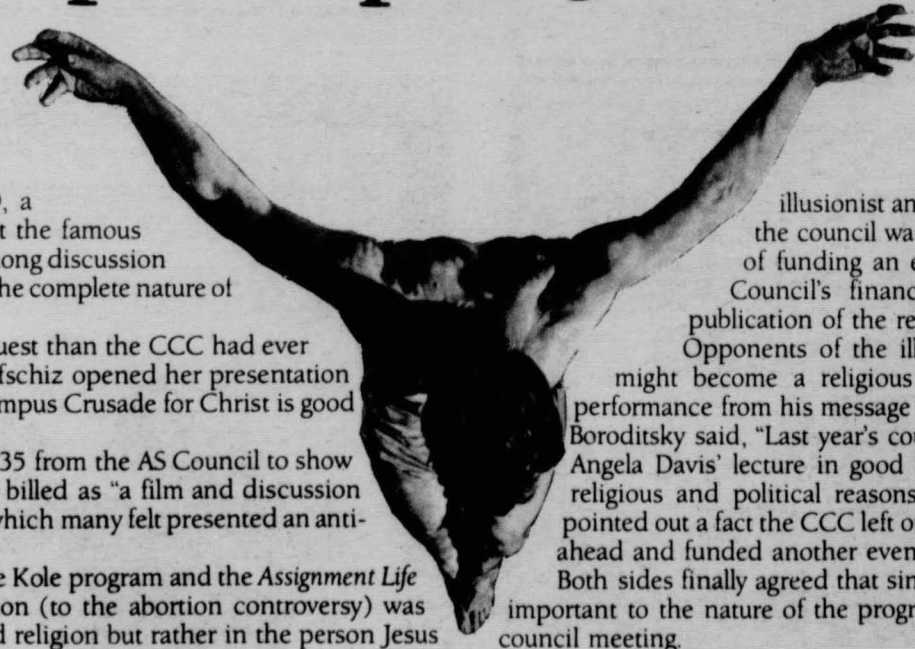 , a
t the famous
ong discussion
he complete nature of
uest than the CCC had ever
fschiz opened her presentation
mpus Crusade for Christ is good
35 from the AS Council to show
billed as "a film and discussion
which many felt presented an anti-
e Kole program and the Assignment Life
on (to the abortion controversy) was
d religion but rather in the person Jesus
illusionist an
the council wa
of funding an e
Council's financ
publication of the re
Opponents of the ill
might become a religious
performance from his message
Boroditsky said, "Last year's cou
Angela Davis' lecture in good
religious and political reasons
pointed out a fact the CCC left o
ahead and funded another even
Both sides finally agreed that sin
important to the nature of the progr
council meeting.